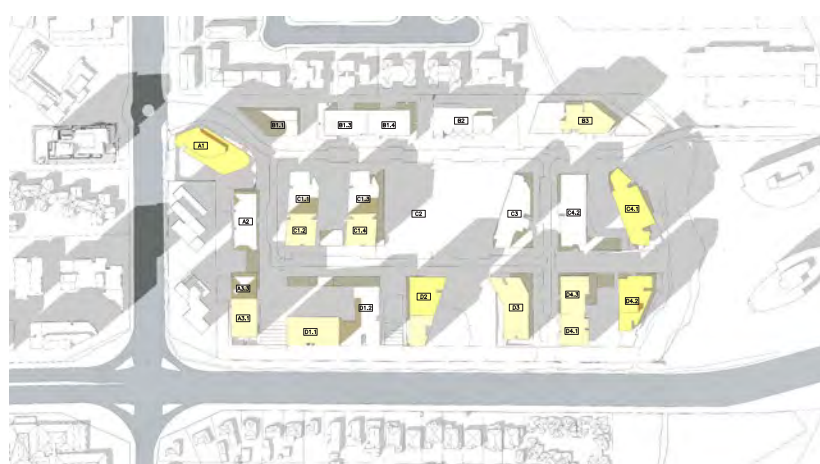 B1.1
B1.3
B1.4
B2
B3
A1
C1.1
C1.3
C2
C3
C4.2
C4.1
A2
C1.2
C1.4
A3.3
A3.1
D1.1
D1.2
D2
D3
D4.3
D4.1
D4.2